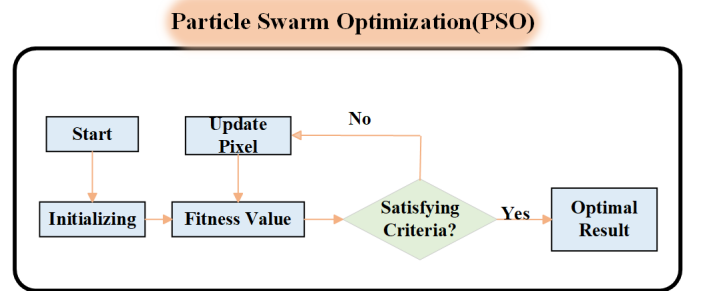 Particle Swarm Optimization(PSO)
Start
Update
Pixel
No
Initializing
Fitness Value
Satisfying
Criteria?
Yes
Optimal
Result